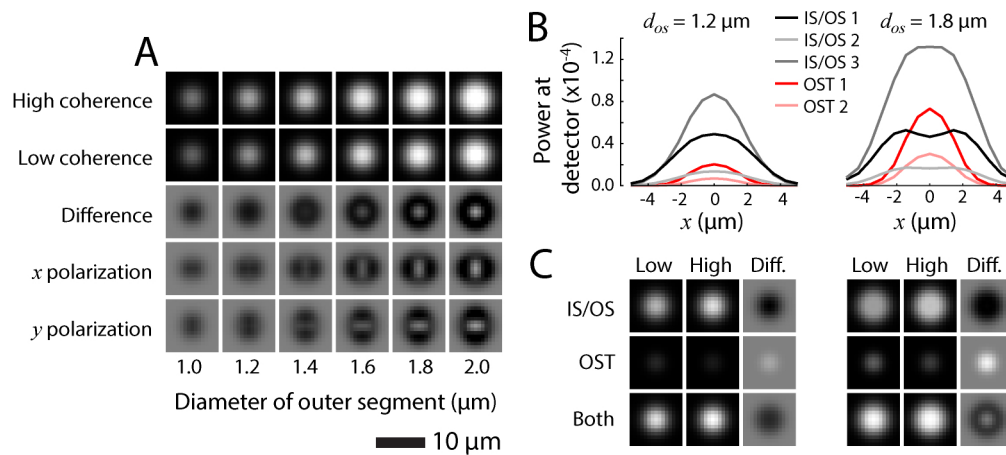 A
High coherence
Low coherence
Difference
x polarization
y polarization
1.0 1.2 1.4 1.6 1.8 2.0
Diameter of outer segment (μm)
10 μm
B
dos = 1.2 μm
dos = 1.8 μm
IS/OS 1
IS/OS 2
IS/OS 3
OST 1
OST 2
Power at
detector (x10-4)
1.2
0.8
0.4
0.0
-4 -2 0 2 4
-4 -2 0 2 4
x (μm)
x (μm)
C
Low High Diff.
Low High Diff.
IS/OS
OST
Both